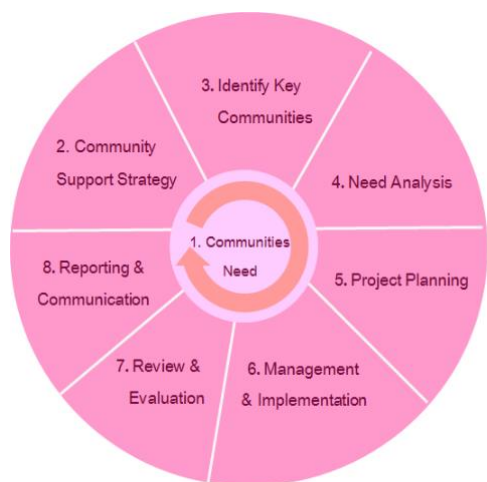 1. Communities
Need
2. Community
Support Strategy
3. Identify Key
Communities
4. Need Analysis
5. Project Planning
6. Management
& Implementation
7. Review &
Evaluation
8. Reporting &
Communication